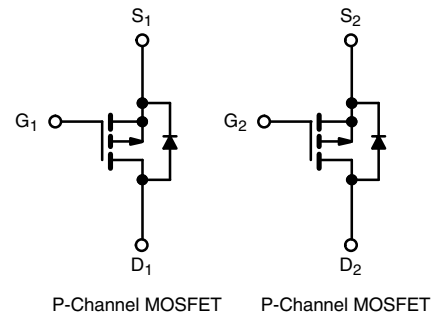 S1 S2
G1 G2
D1 D2
P-Channel MOSFET P-Channel MOSFET